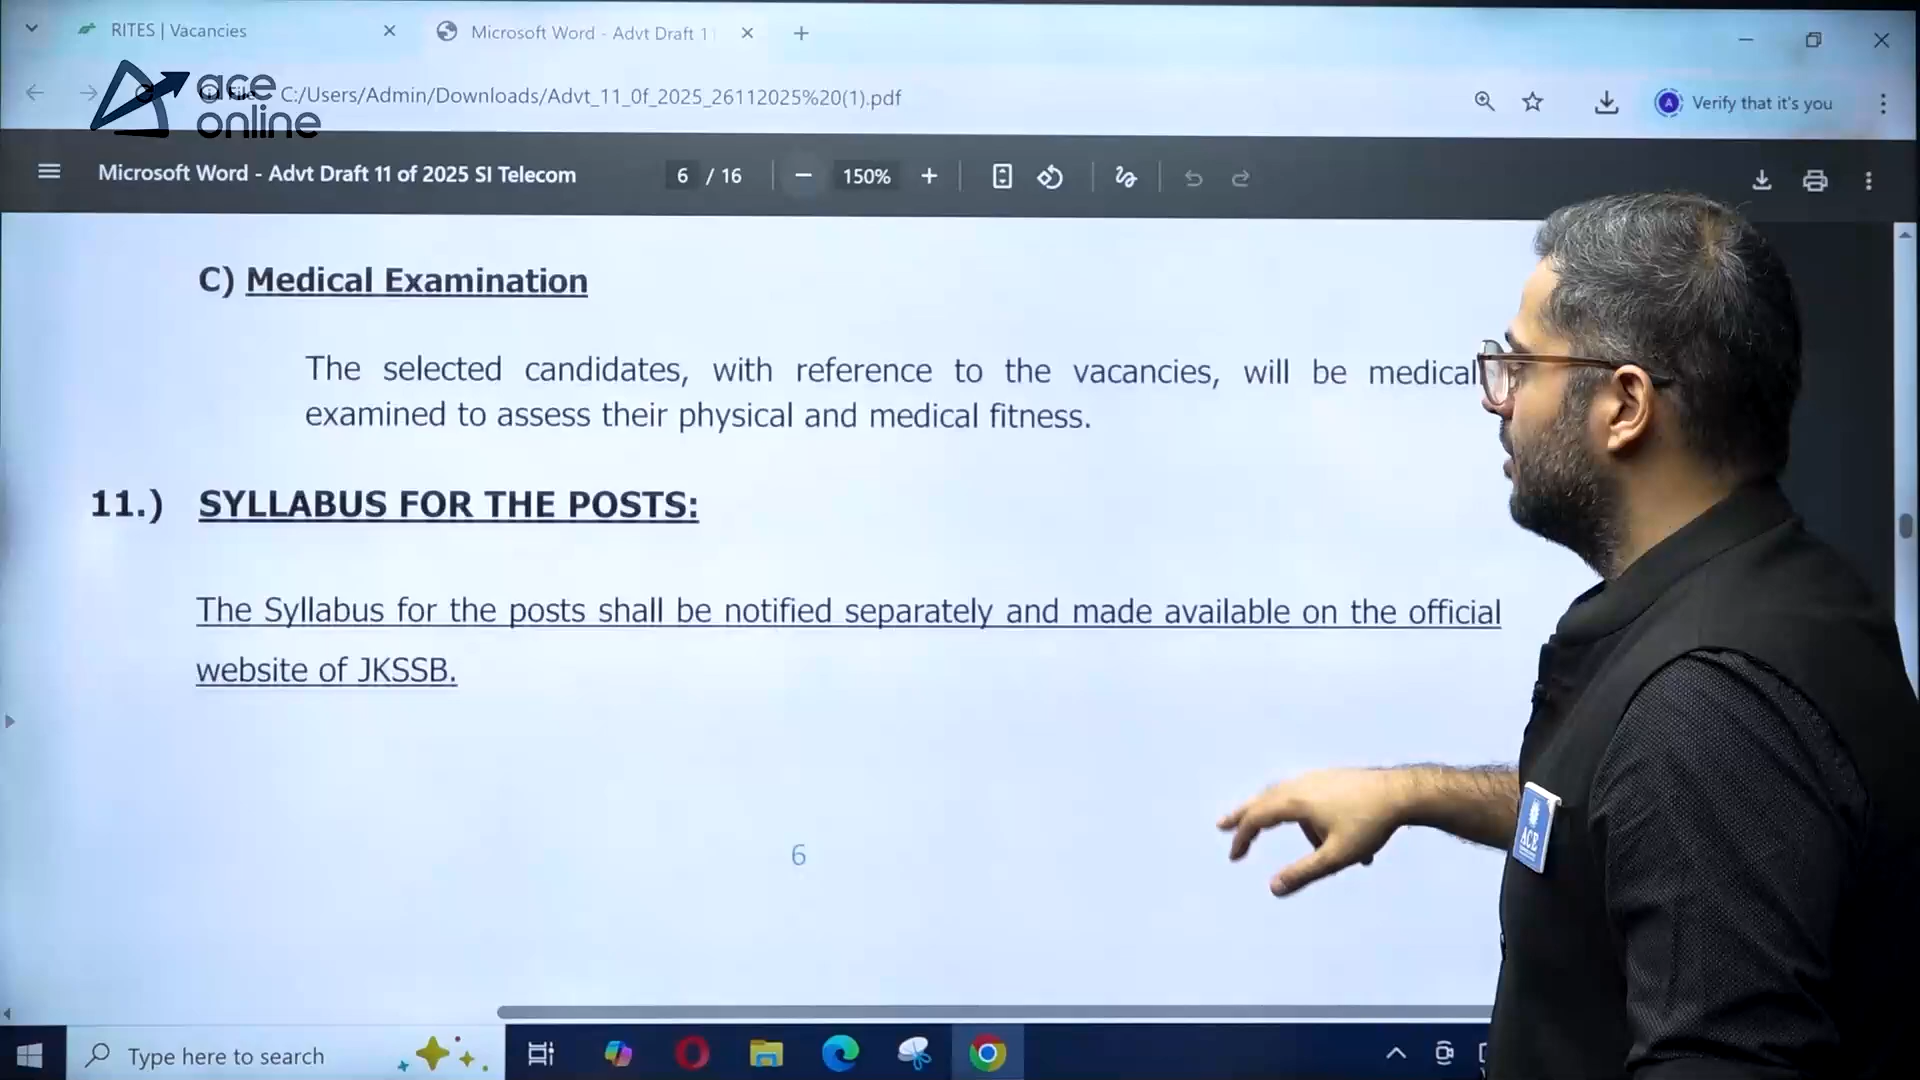 RITES | Vacancies
Microsoft Word - Advt Draft 1
ace
online
File
C:/Users/Admin/Downloads/Advt_11_0f_2025_26112025%20(1).pdf
A
Verify that it's you
Microsoft Word - Advt Draft 11 of 2025 SI Telecom
6 / 16
150%
C) Medical Examination
The selected candidates, with reference to the vacancies, will be medical
examined to assess their physical and medical fitness.
11.) SYLLABUS FOR THE POSTS:
The Syllabus for the posts shall be notified separately and made available on the official
website of JKSSB.
6
ACE
Type here to search